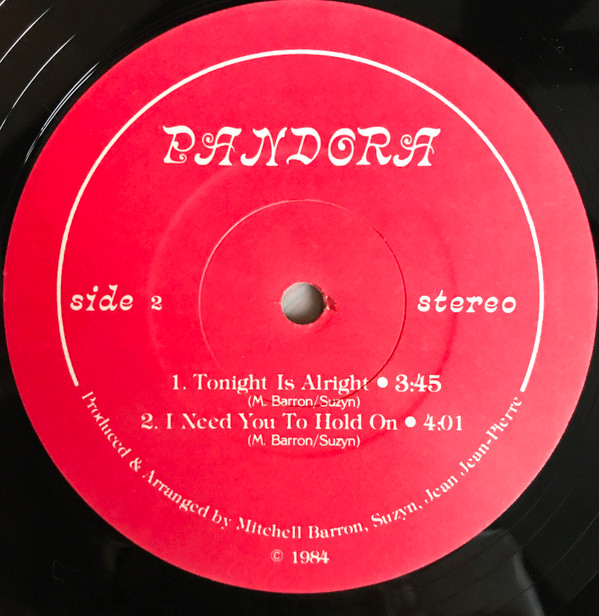 PANDORA
side 2
stereo
1. Tonight Is Alright • 3:45
(M. Barron/Suzyn)
2. I Need You To Hold On • 4:01
(M. Barron/Suzyn)
Produced & Arranged by Mitchell Barron, Suzyn, Jean Jean-Pierre
© 1984